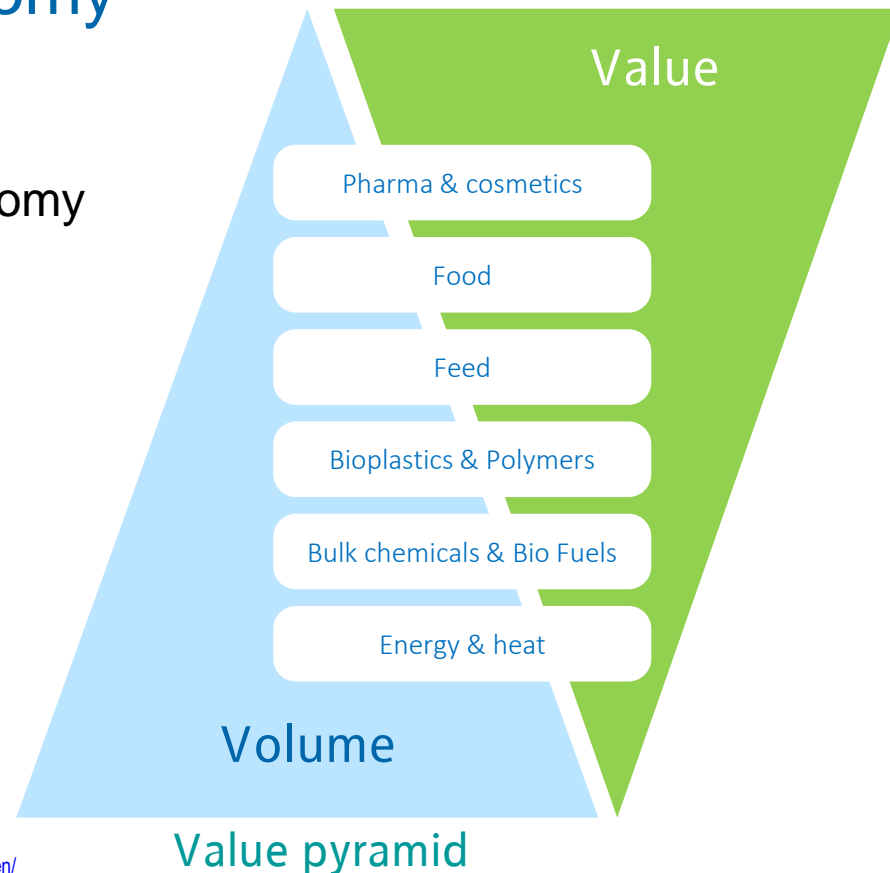 omy
omy
Value
Pharma & cosmetics
Food
Feed
Bioplastics & Polymers
Bulk chemicals & Bio Fuels
Energy & heat
Volume
Value pyramid
en/